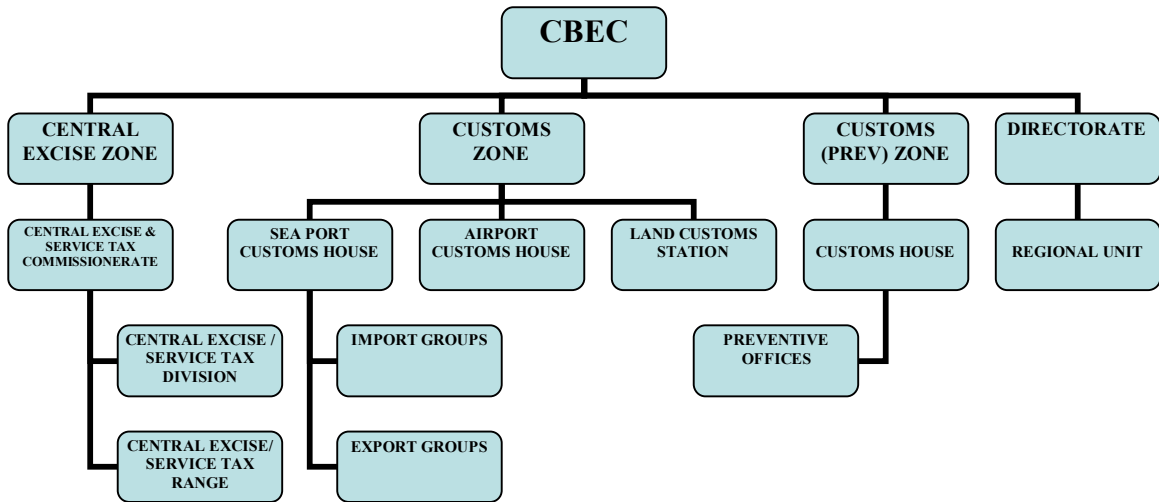 CBEC
CENTRAL
EXCISE ZONE
CUSTOMS
ZONE
CUSTOMS
(PREV) ZONE
DIRECTORATE
CENTRAL EXCISE &
SERVICE TAX
COMMISSIONERATE
SEA PORT
CUSTOMS HOUSE
AIRPORT
CUSTOMS HOUSE
LAND CUSTOMS
STATION
CUSTOMS HOUSE
REGIONAL UNIT
CENTRAL EXCISE /
SERVICE TAX
DIVISION
IMPORT GROUPS
PREVENTIVE
OFFICES
CENTRAL EXCISE/
SERVICE TAX
RANGE
EXPORT GROUPS